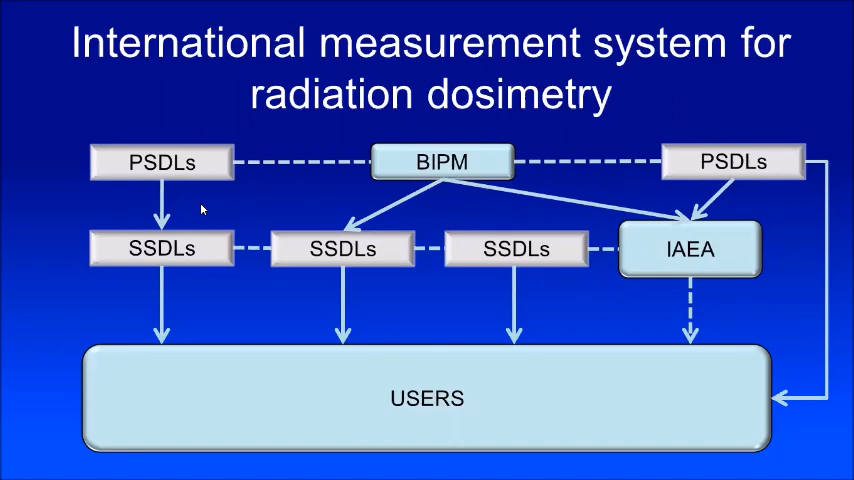 International measurement system for
radiation dosimetry
PSDLs
BIPM
PSDLs
SSDLs
SSDLs
SSDLs
IAEA
USERS